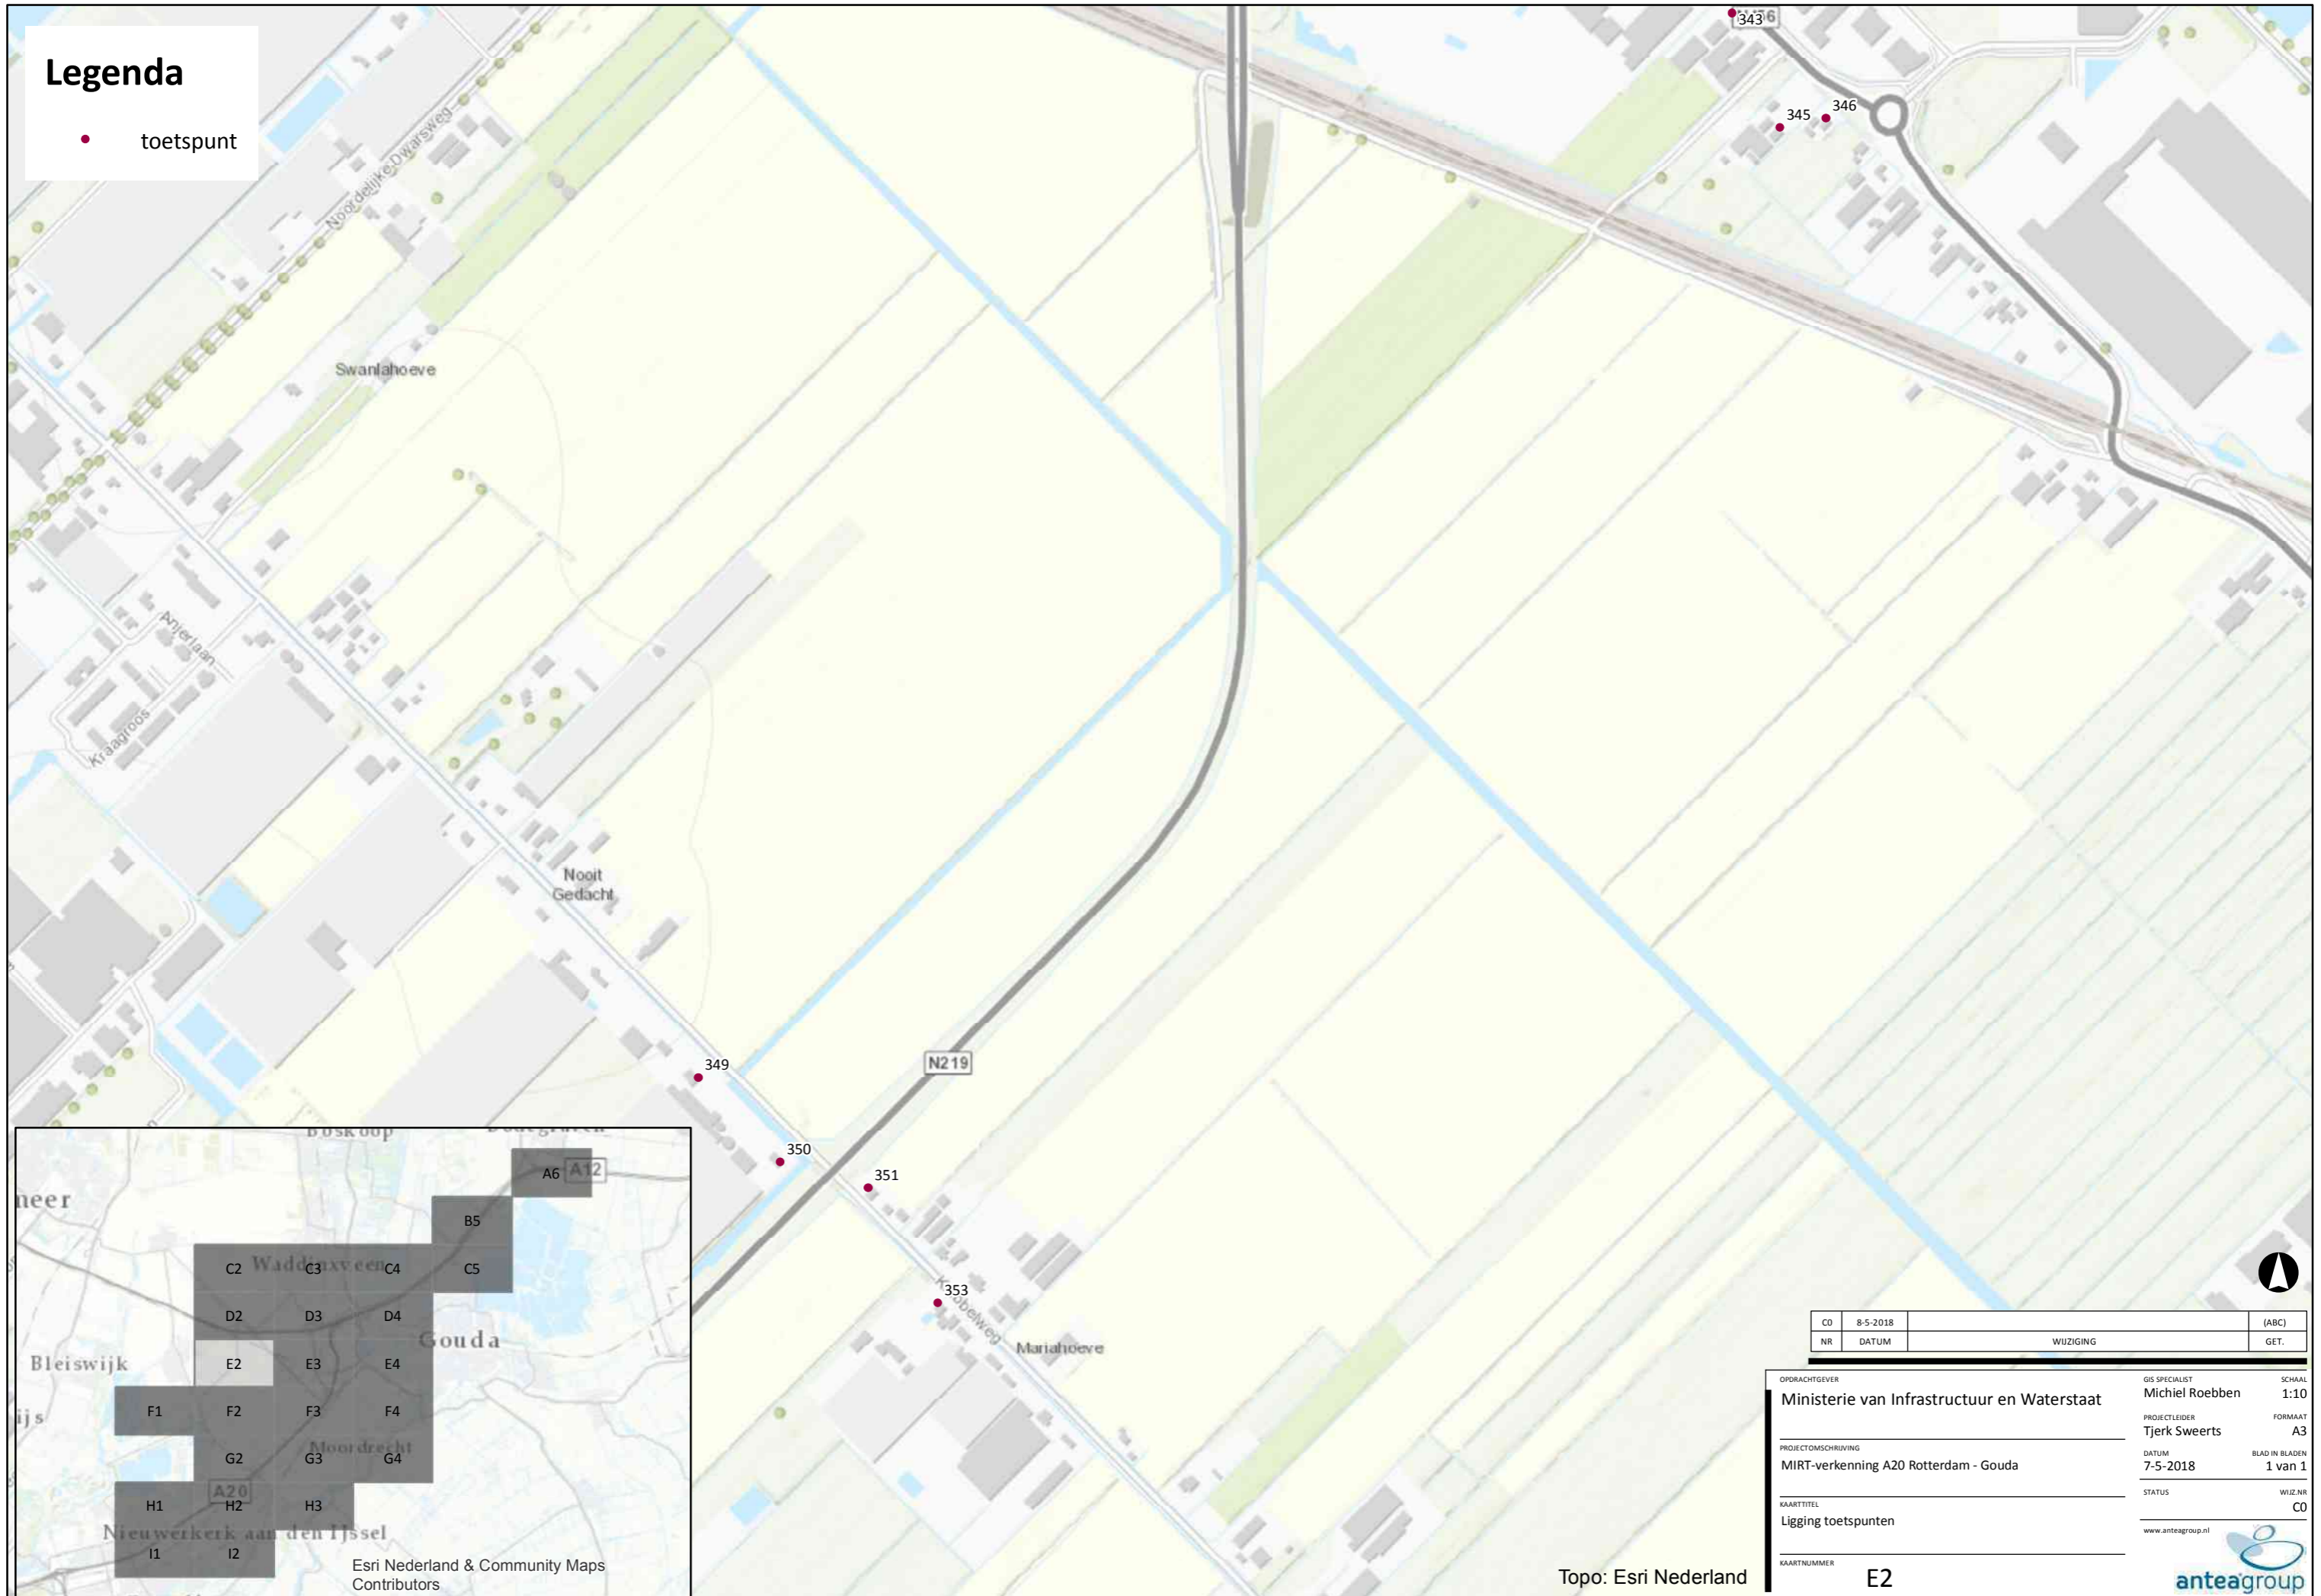 Legenda
toetspunt
343
345
346
Noordelijke Dwarsweg
Swanlahoeve
Anjerlaan
Kraagroos
Nooit
Gedacht
349
N219
350
351
353
Mariahoeve
Boskoop
A6
A12
neer
B5
C2
Waddinxveen
C3
C4
C5
D2
D3
D4
Gouda
Bleiswijk
E2
E3
E4
ijs
F1
F2
F3
F4
Moordrecht
G2
G3
G4
A20
H1
H2
H3
Nieuwerkerk aan den IJssel
I1
I2
Esri Nederland & Community Maps
Contributors
Topo: Esri Nederland
C0 8-5-2018 (ABC)
NR DATUM WIJZIGING GET.
OPDRACHTGEVER
Ministerie van Infrastructuur en Waterstaat
GIS SPECIALIST
Michiel Roebben
SCHAAL
1:10
PROJECTLEIDER
Tjerk Sweerts
FORMAAT
A3
PROJECTOMSCHRIJVING
MIRT-verkenning A20 Rotterdam - Gouda
DATUM
7-5-2018
BLAD IN BLADEN
1 van 1
STATUS
WIJZ.NR
C0
KAARTTITEL
Ligging toetspunten
www.anteagroup.nl
KAARTNUMMER
E2
anteagroup